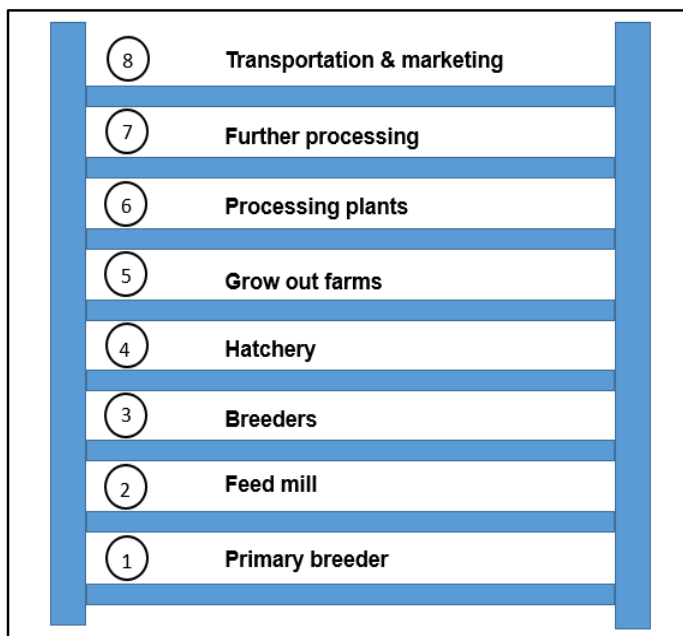 8 Transportation & marketing
7 Further processing
6 Processing plants
5 Grow out farms
4 Hatchery
3 Breeders
2 Feed mill
1 Primary breeder